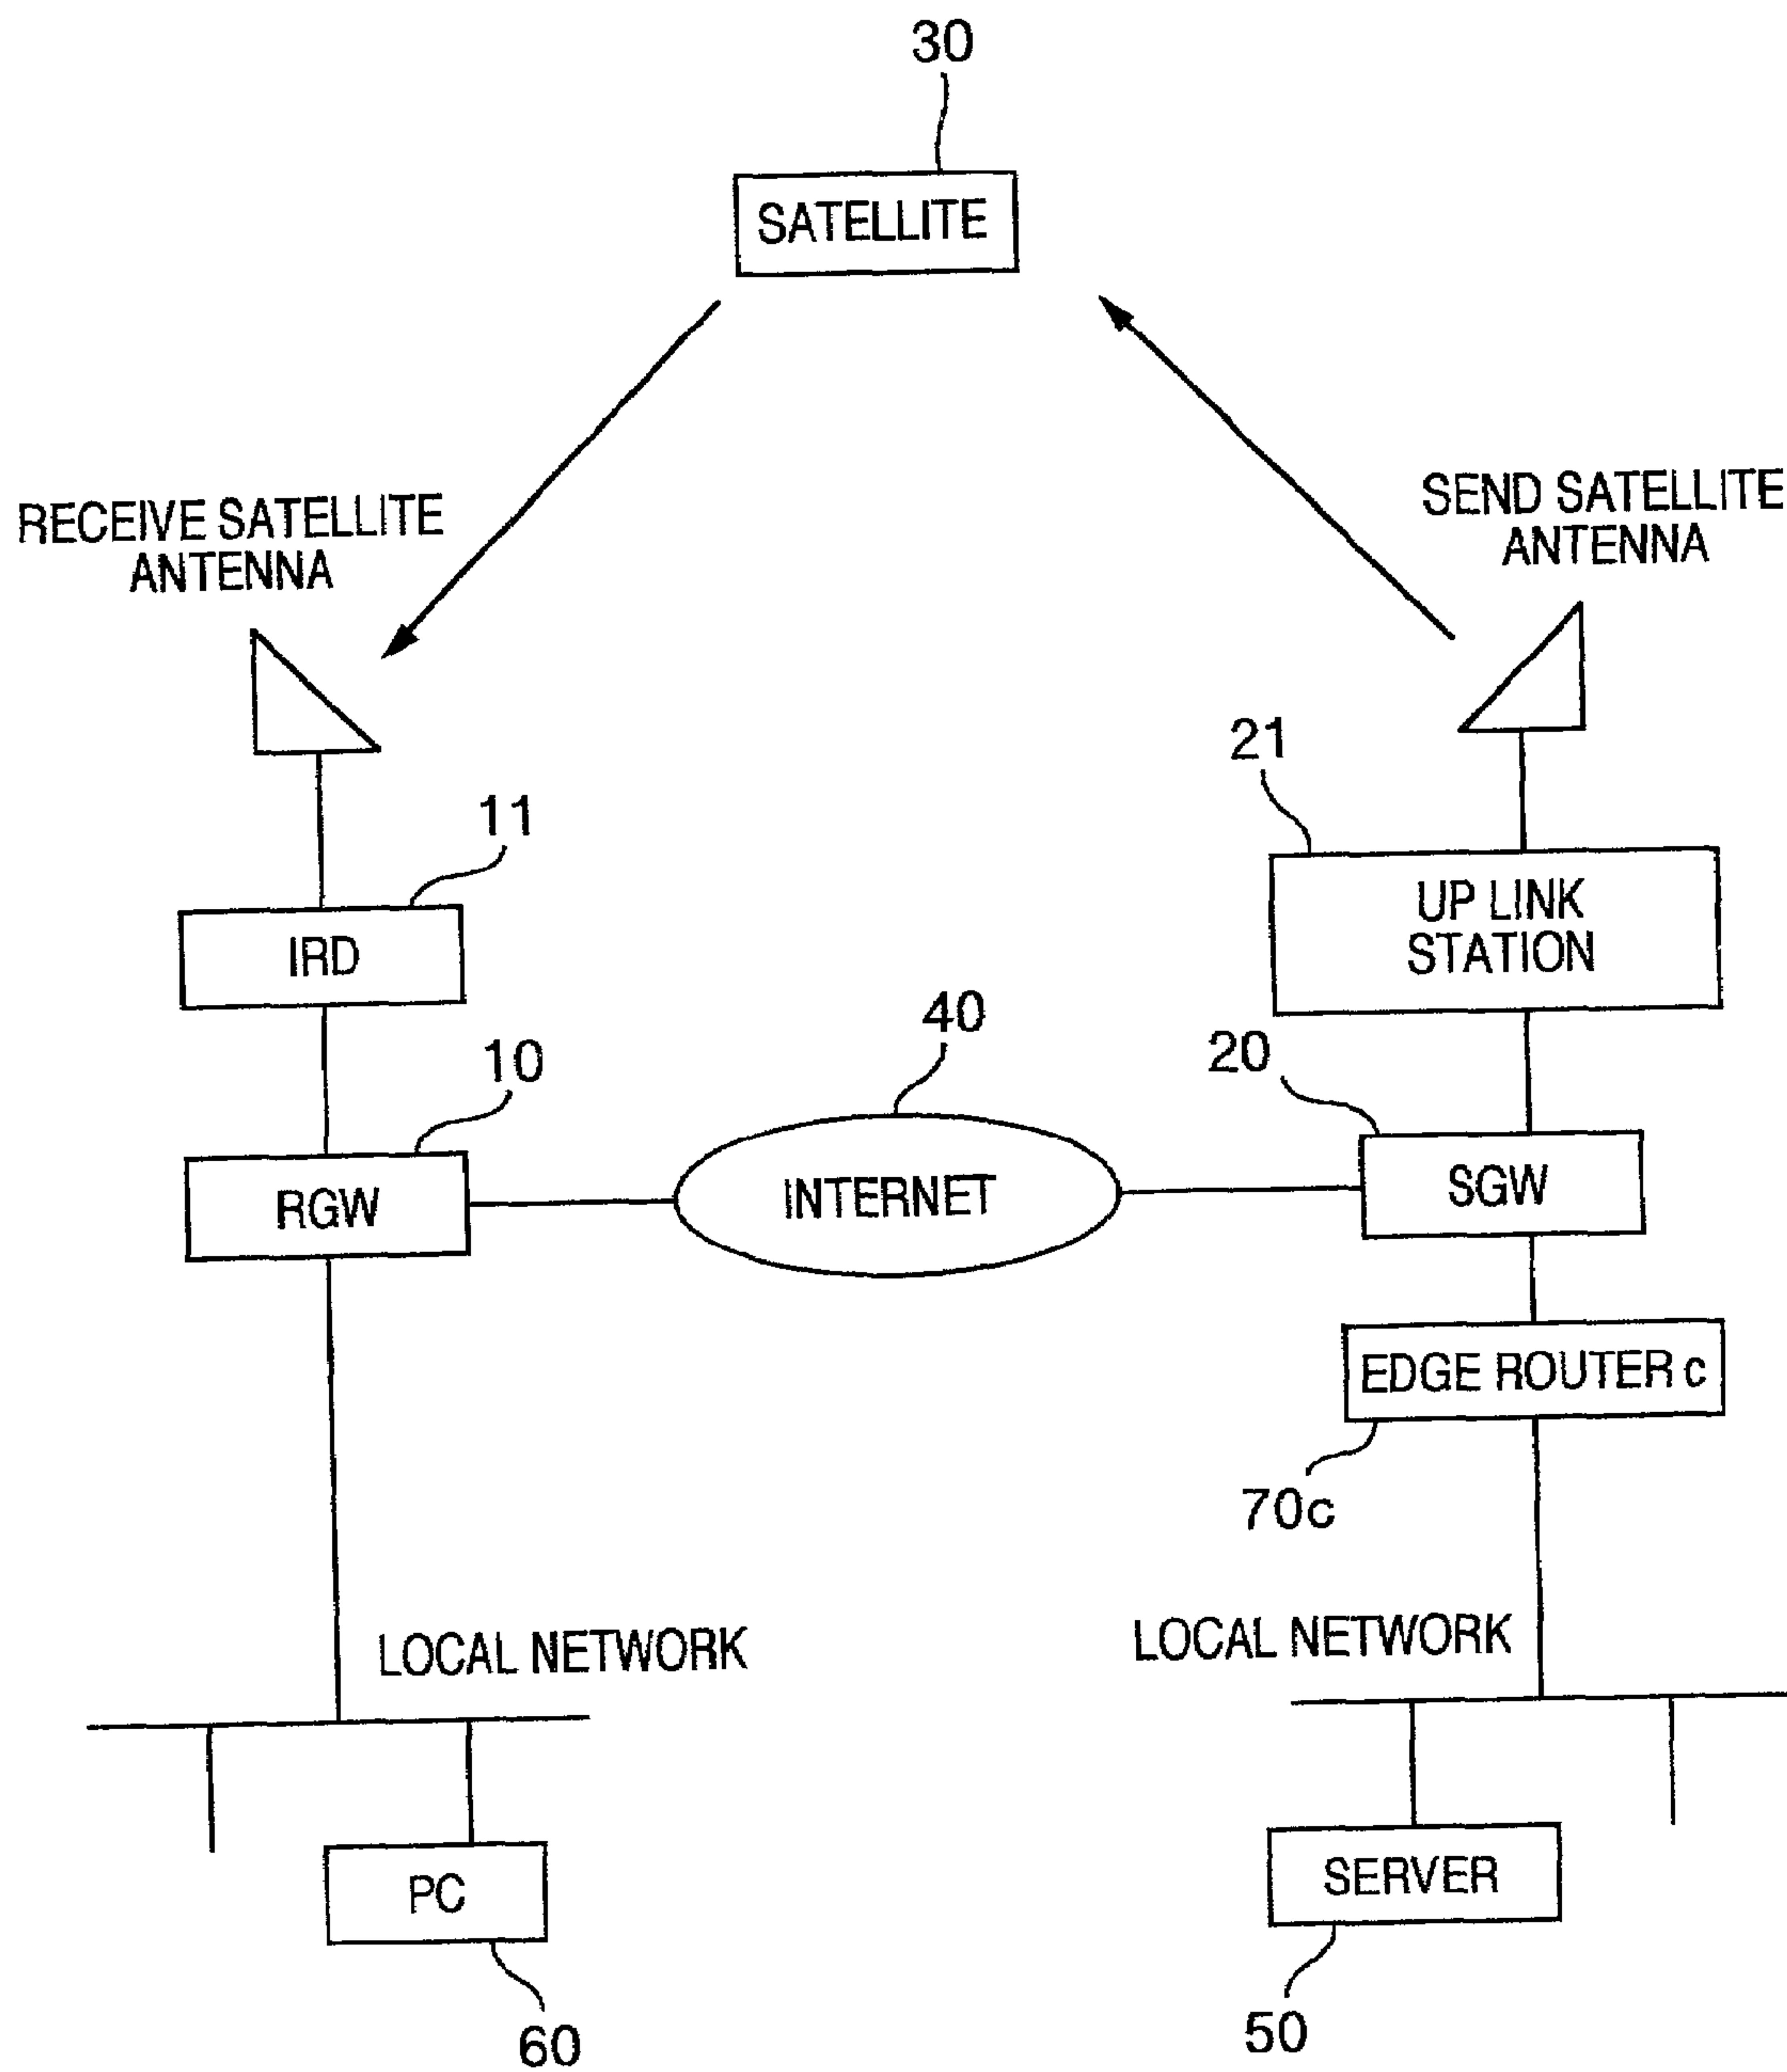 30
SATELLITE
RECEIVE SATELLITE
ANTENNA
SEND SATELLITE
ANTENNA
11
IRD
21
UP LINK
STATION
10
RGW
40
INTERNET
20
SGW
EDGE ROUTER c
70c
LOCAL NETWORK
LOCAL NETWORK
PC
60
SERVER
50